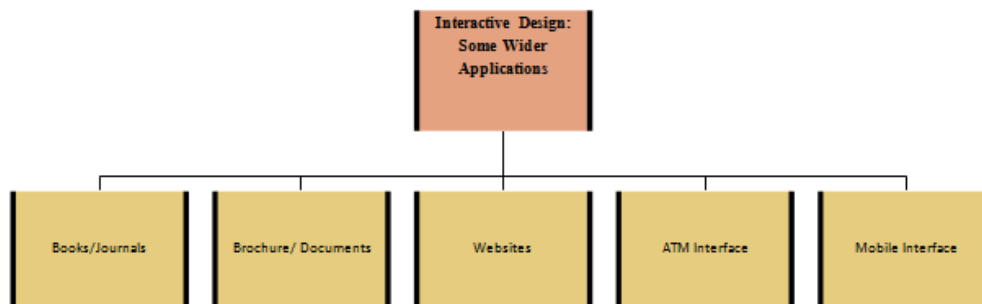 Interactive Design:
Some Wider
Applications
Books/Journals
Brochure/ Documents
Websites
ATM Interface
Mobile Interface